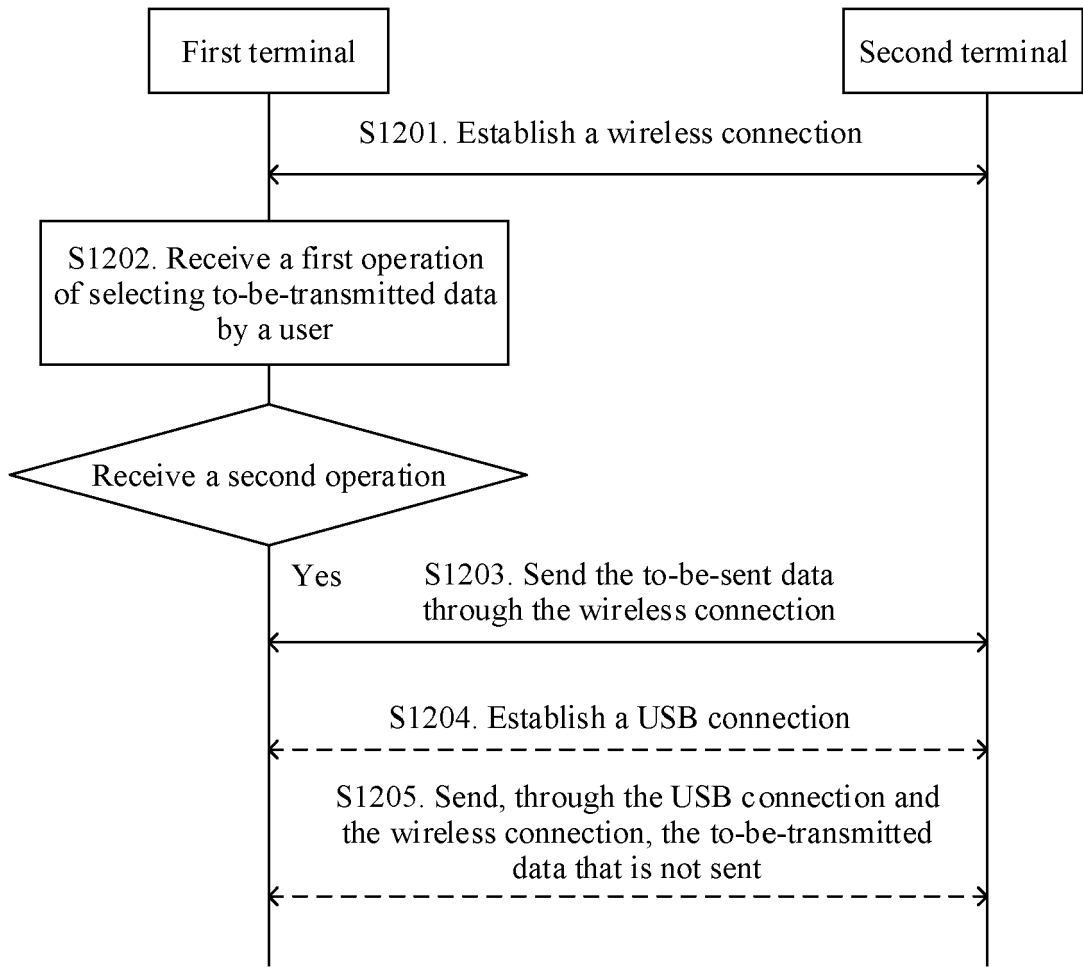 First terminal
Second terminal
S1201. Establish a wireless connection
S1202. Receive a first operation
of selecting to-be-transmitted data
by a user
Receive a second operation
Yes
S1203. Send the to-be-sent data
through the wireless connection
S1204. Establish a USB connection
S1205. Send, through the USB connection and
the wireless connection, the to-be-transmitted
data that is not sent